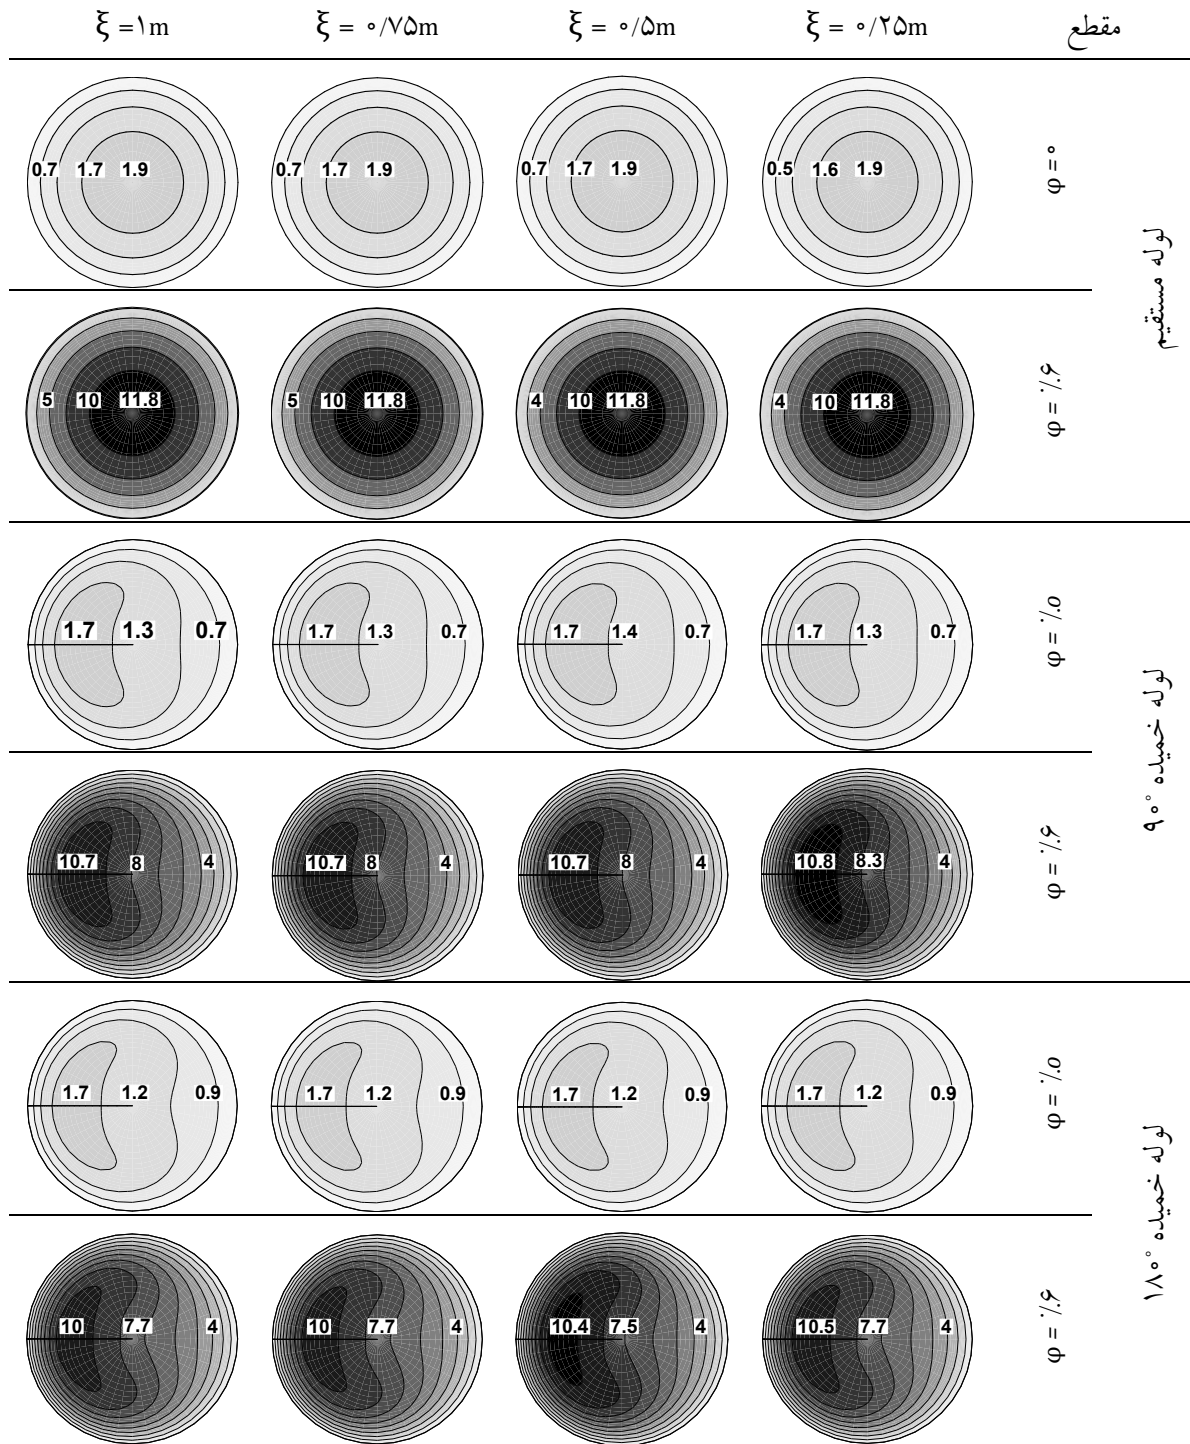 مقطع ξ = ۰/۲۵m ξ = ۰/۵m ξ = ۰/۷۵m ξ =۱m
لوله مستقیم
φ =۰
0.7 1.7 1.9 0.7 1.7 1.9 0.7 1.7 1.9 0.5 1.6 1.9
φ = ٪۶
5 10 11.8 5 10 11.8 4 10 11.8 4 10 11.8
لوله خمیده ۹۰°
φ = ٪۰
1.7 1.3 0.7 1.7 1.3 0.7 1.7 1.4 0.7 1.7 1.3 0.7
φ = ٪۶
10.7 8 4 10.7 8 4 10.7 8 4 10.8 8.3 4
لوله خمیده ۱۸۰°
φ = ٪۰
1.7 1.2 0.9 1.7 1.2 0.9 1.7 1.2 0.9 1.7 1.2 0.9
φ = ٪۶
10 7.7 4 10 7.7 4 10.4 7.5 4 10.5 7.7 4